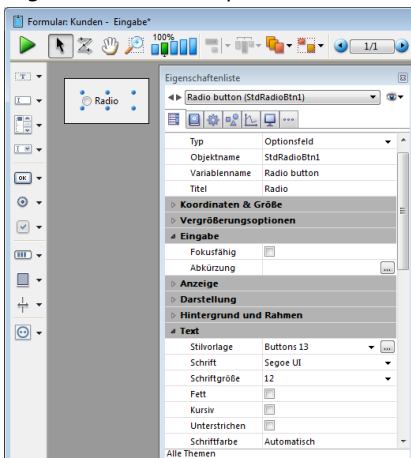 Formular: Kunden - Eingabe*
100%
1/1
Radio
Eigenschaftenliste
Radio button (StdRadioBtn1)
Typ Optionsfeld
Objektname StdRadioBtn1
Variablenname Radio button
Titel Radio
Koordinaten & Größe
Vergrößerungsoptionen
Eingabe
Fokusfähig
Abkürzung ...
Anzeige
Darstellung
Hintergrund und Rahmen
Text
Stilvorlage Buttons 13 ...
Schrift Segoe UI
Schriftgröße 12
Fett
Kursiv
Unterstrichen
Schriftfarbe Automatisch
Alle Themen
OK